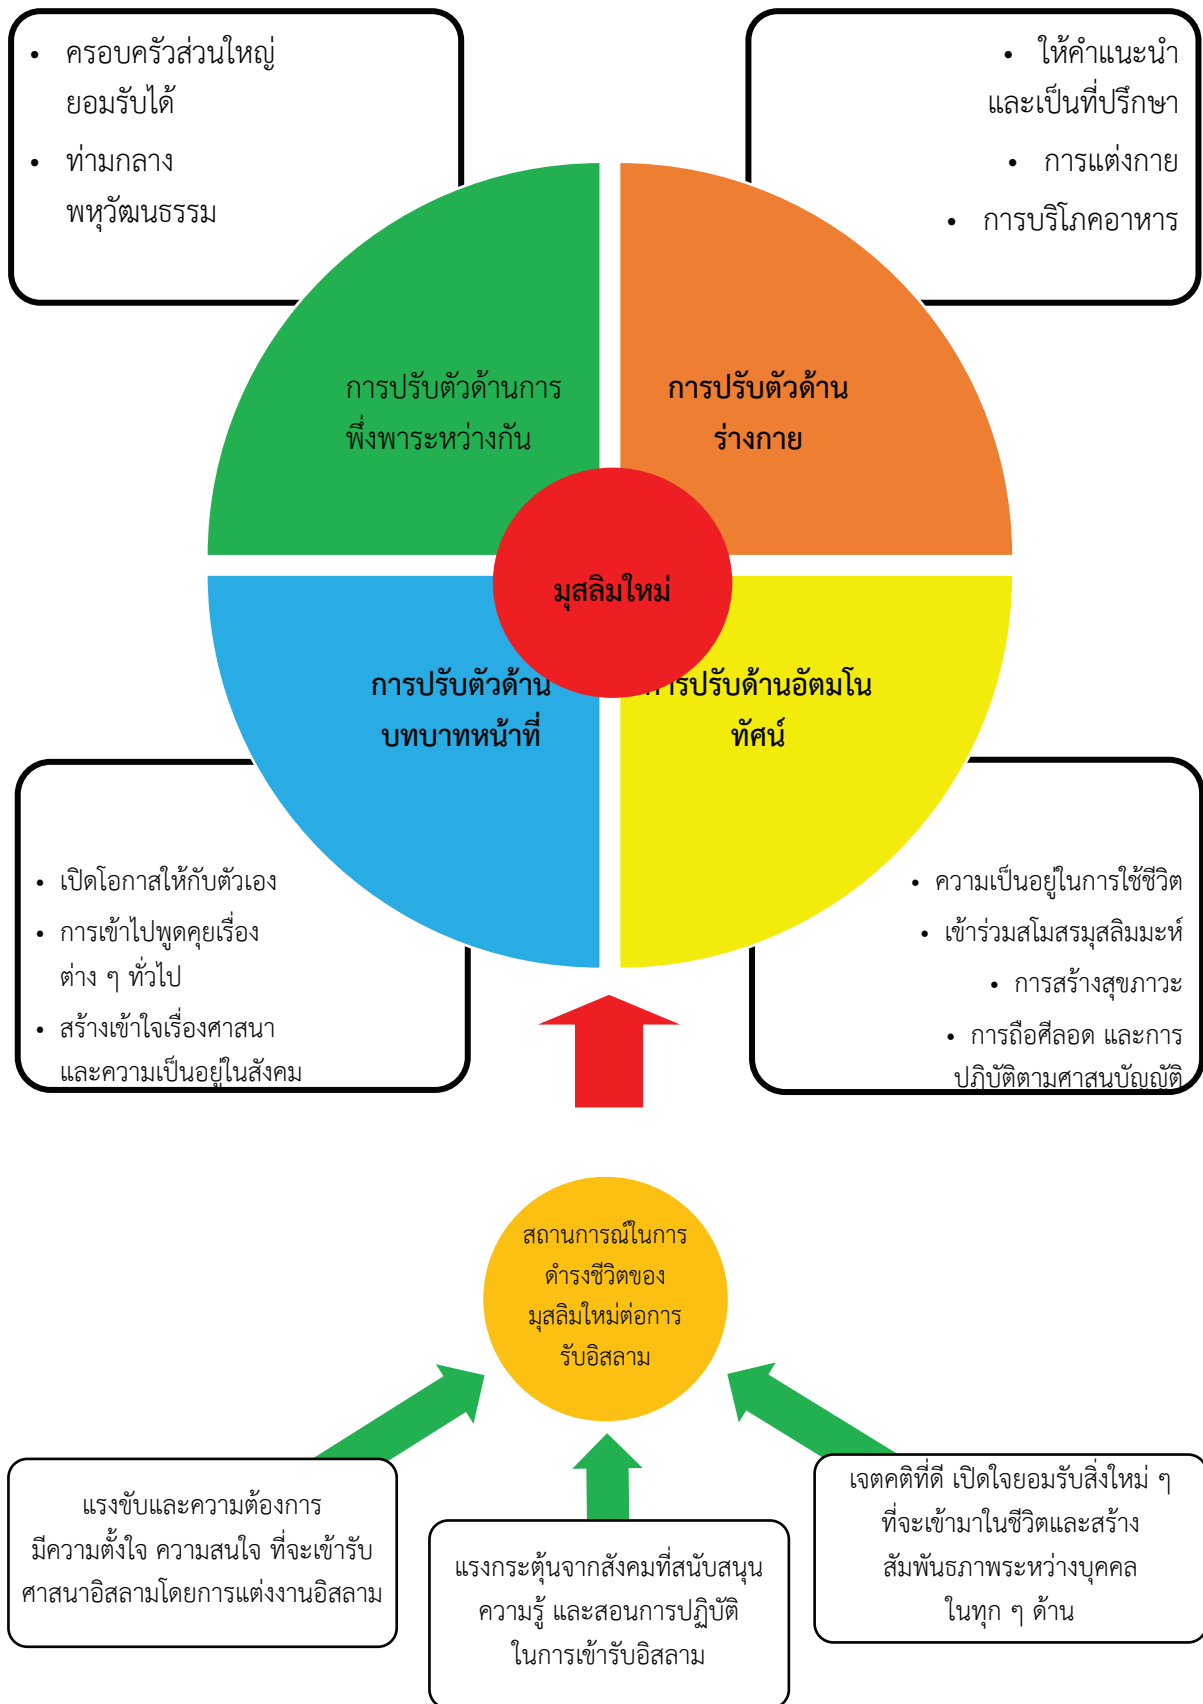 • ครอบครัวส่วนใหญ่
ยอมรับได้
• ท่ามกลาง
พหุวัฒนธรรม
• ให้คำแนะนำ
และเป็นที่ปรึกษา
• การแต่งกาย
• การบริโภคอาหาร
การปรับตัวด้านการ
พึ่งพาระหว่างกัน
การปรับตัวด้าน
ร่างกาย
มุสลิมใหม่
การปรับตัวด้าน
บทบาทหน้าที่
การปรับด้านอัตมโน
ทัศน์
• เปิดโอกาสให้กับตัวเอง
• การเข้าไปพูดคุยเรื่อง
ต่าง ๆ ทั่วไป
• สร้างเข้าใจเรื่องศาสนา
และความเป็นอยู่ในสังคม
• ความเป็นอยู่ในการใช้ชีวิต
• เข้าร่วมสโมสรมุสลิมมะห์
• การสร้างสุขภาวะ
• การถือศีลอด และการ
ปฏิบัติตามศาสนบัญญัติ
สถานการณ์ในการ
ดำรงชีวิตของ
มุสลิมใหม่ต่อการ
รับอิสลาม
แรงขับและความต้องการ
มีความตั้งใจ ความสนใจ ที่จะเข้ารับ
ศาสนาอิสลามโดยการแต่งงานอิสลาม
แรงกระตุ้นจากสังคมที่สนับสนุน
ความรู้ และสอนการปฏิบัติ
ในการเข้ารับอิสลาม
เจตคติที่ดี เปิดใจยอมรับสิ่งใหม่ ๆ
ที่จะเข้ามาในชีวิตและสร้าง
สัมพันธภาพระหว่างบุคคล
ในทุก ๆ ด้าน